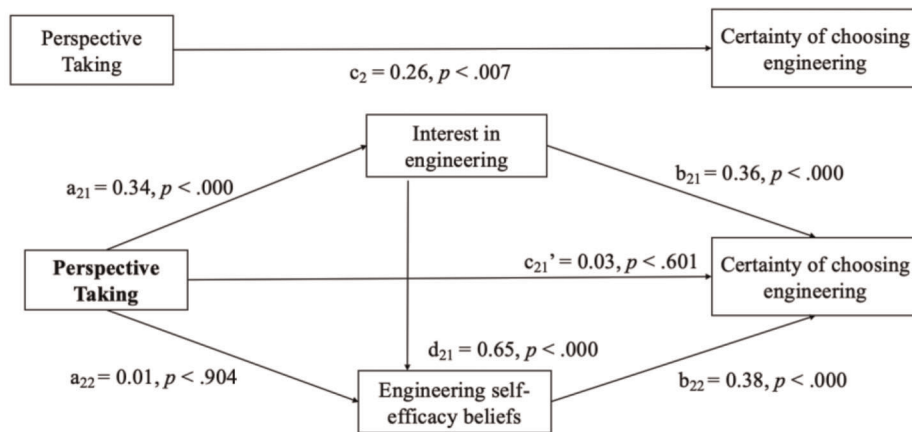 Perspective
Taking
Certainty of choosing
engineering
c2 = 0.26, p < .007
Interest in
engineering
a21 = 0.34, p < .000
b21 = 0.36, p < .000
Perspective
Taking
c21’ = 0.03, p < .601
Certainty of choosing
engineering
d21 = 0.65, p < .000
a22 = 0.01, p < .904
b22 = 0.38, p < .000
Engineering self-
efficacy beliefs